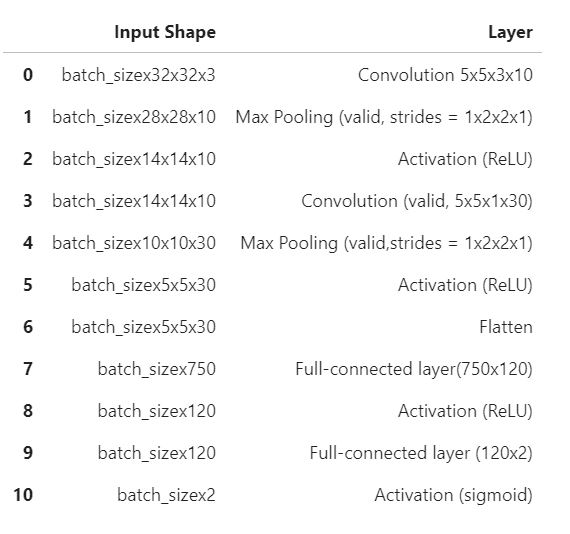 Input Shape Layer
0 batch_sizex32x32x3 Convolution 5x5x3x10
1 batch_sizex28x28x10 Max Pooling (valid, strides = 1x2x2x1)
2 batch_sizex14x14x10 Activation (ReLU)
3 batch_sizex14x14x10 Convolution (valid, 5x5x1x30)
4 batch_sizex10x10x30 Max Pooling (valid,strides = 1x2x2x1)
5 batch_sizex5x5x30 Activation (ReLU)
6 batch_sizex5x5x30 Flatten
7 batch_sizex750 Full-connected layer(750x120)
8 batch_sizex120 Activation (ReLU)
9 batch_sizex120 Full-connected layer (120x2)
10 batch_sizex2 Activation (sigmoid)